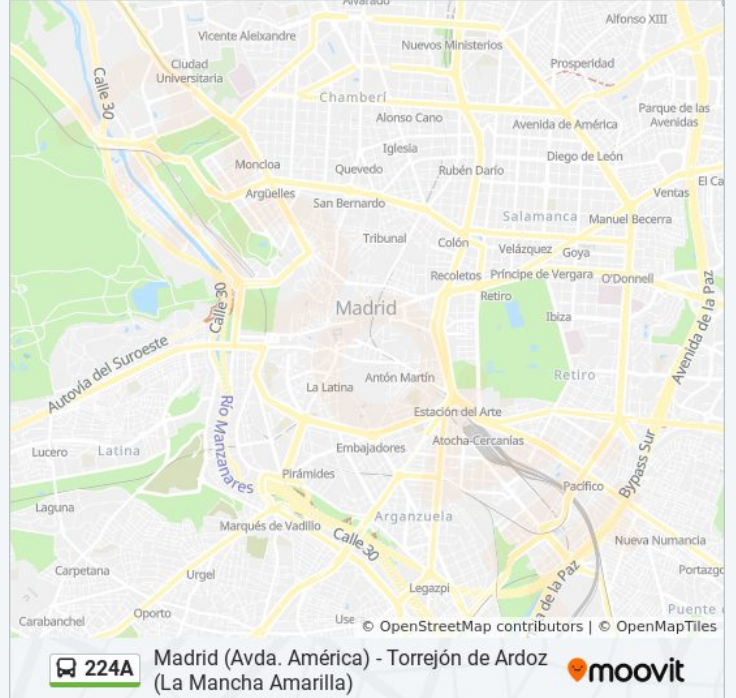 Alvarado
Alfonso XIII
Vicente Aleixandre
Nuevos Ministerios
Ciudad
Universitaria
Prosperidad
Calle 30
Chamberí
Parque de las
Avenidas
Alonso Cano
Avenida de América
Iglesia
Diego de León
Moncloa
Quevedo
Rubén Darío
El Ca
Argüelles
Ventas
San Bernardo
Salamanca
Manuel Becerra
Tribunal
Colón
Velázquez
Goya
Recoletos
Príncipe de Vergara
O'Donnell
Calle 30
Retiro
Madrid
Ibiza
Avenida de la Paz
Autovía del Suroeste
La Latina
Antón Martín
Retiro
Estación del Arte
Río Manzanares
Lucero
Latina
Embajadores
Atocha-Cercanías
Bypass Sur
Pirámides
Pacífico
Laguna
Arganzuela
Marqués de Vadillo
Calle 30
Nueva Numancia
Carpetana
Urgel
Portazgo
Legazpi
a de la Paz
Oporto
Puente
Carabanchel
Use
© OpenStreetMap contributors | © OpenMapTiles
224A
Madrid (Avda. América) - Torrejón de Ardoz
(La Mancha Amarilla)
moovit